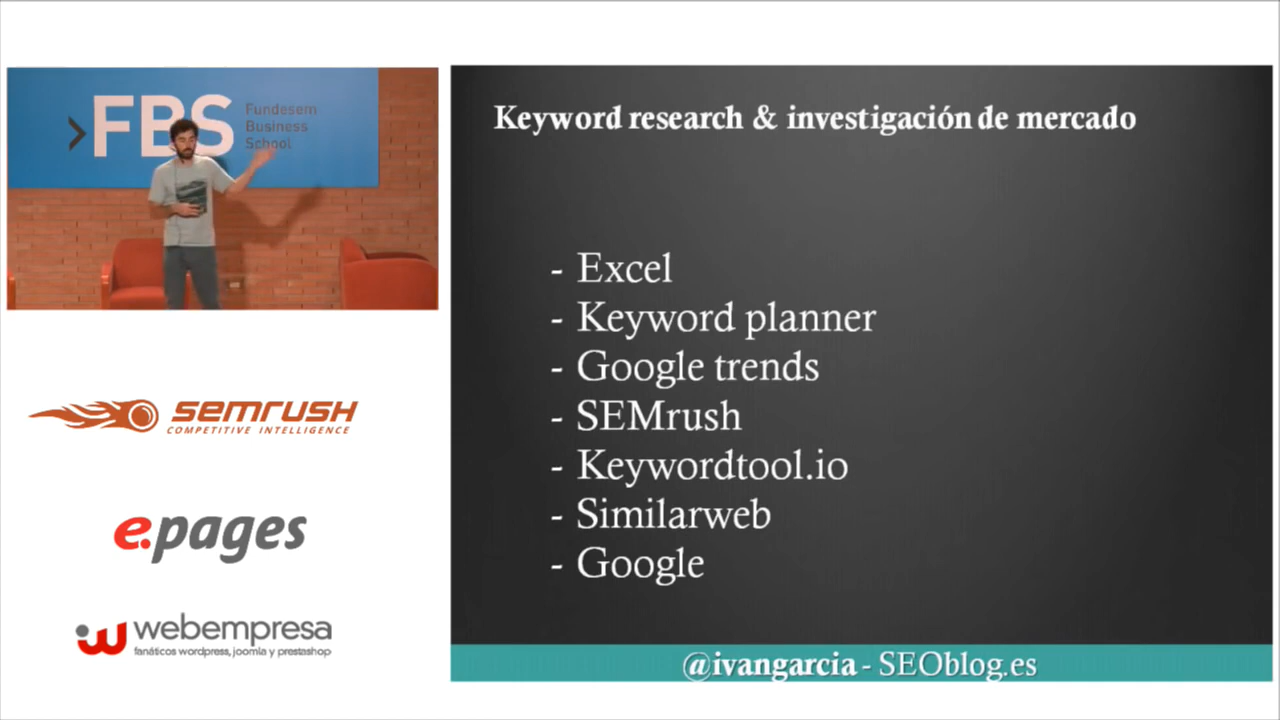 FBS
Fundesem
Business
School
SEMRUSH
COMPETITIVE INTELLIGENCE
e.pages
webempresa
fanáticos wordpress, joomla y prestashop
Keyword research & investigación de mercado
- Excel
- Keyword planner
- Google trends
- SEMrush
- Keywordtool.io
- Similarweb
- Google
@ivangarcia - SEOblog.es